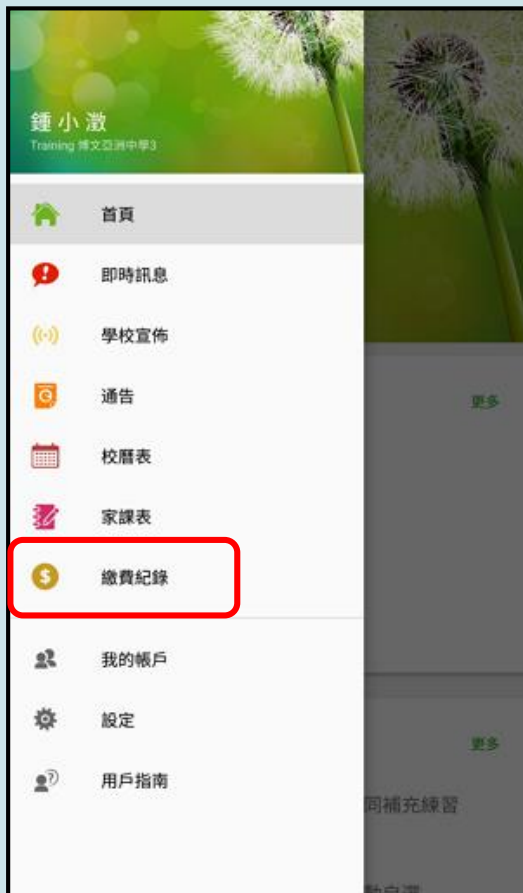 鍾小澂
Training 博文亞洲中學3
首頁
即時訊息
學校宣佈
通告
更多
校曆表
家課表
繳費紀錄
我的帳戶
設定
更多
用戶指南
同補充練習